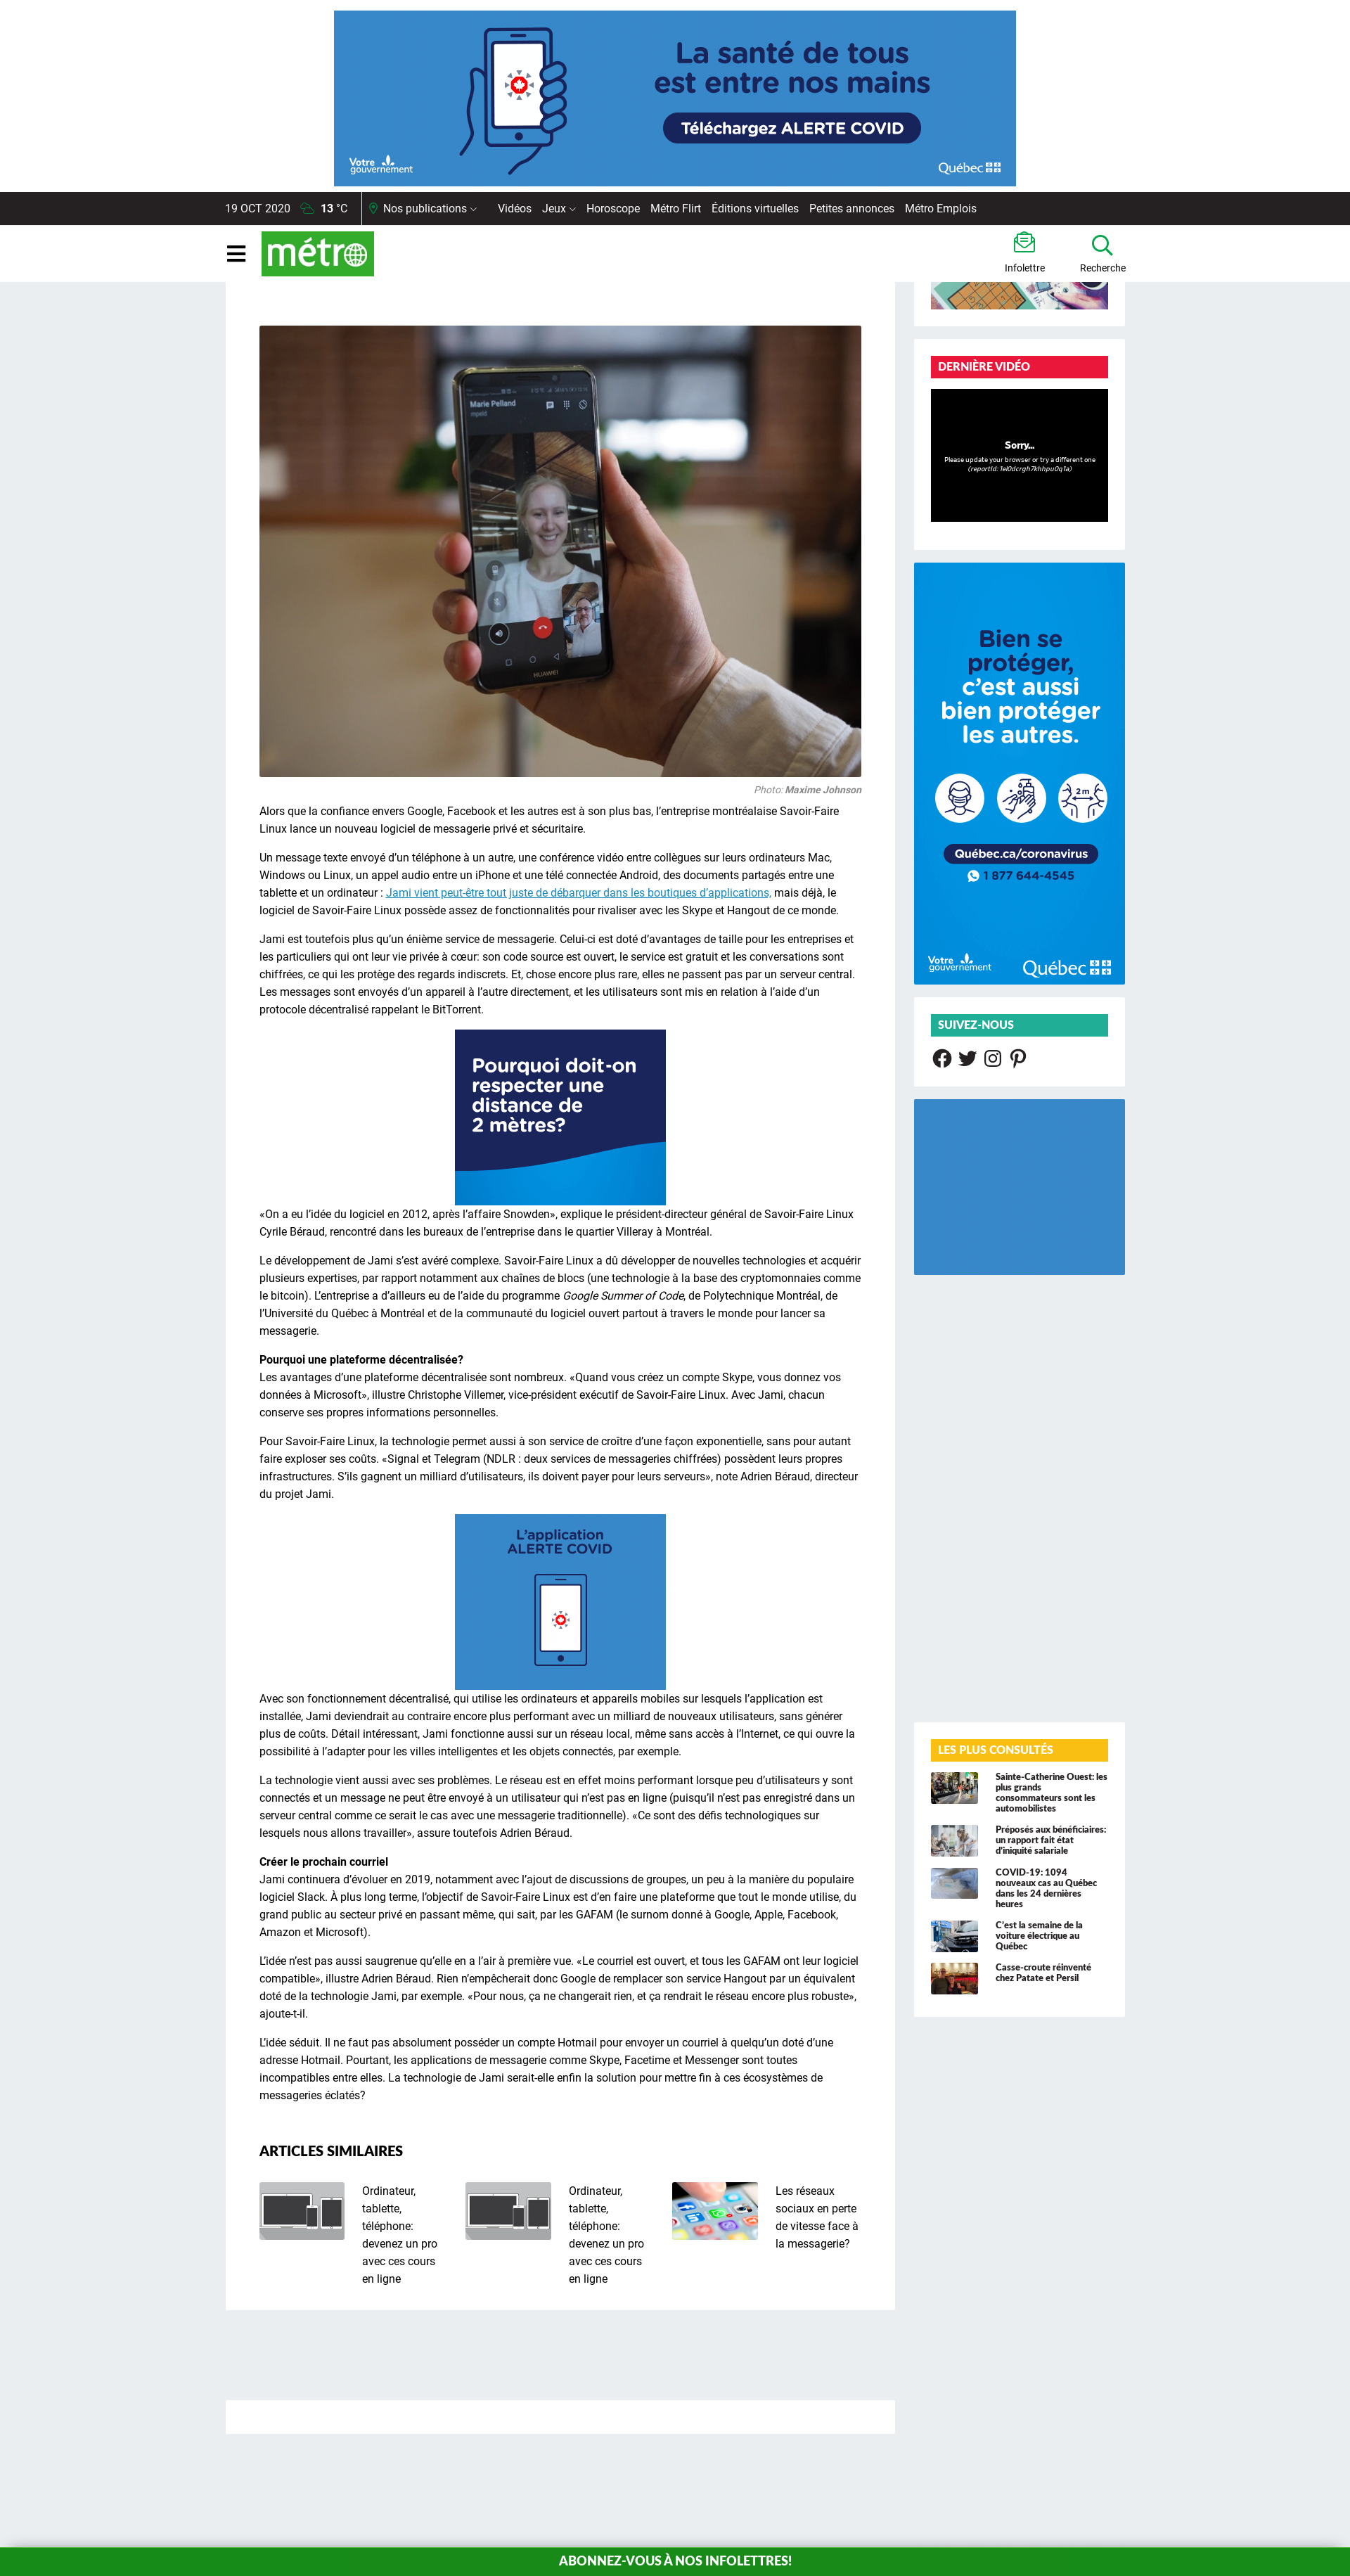 La santé de tous
est entre nos mains
Téléchargez ALERTE COVID
Votre
gouvernement
Québec
19 OCT 2020 13 °C Nos publications Vidéos Jeux Horoscope Métro Flirt Éditions virtuelles Petites annonces Métro Emplois
métro
Infolettre
Recherche
Marie Pelland
HUAWEI
Photo: Maxime Johnson
Alors que la confiance envers Google, Facebook et les autres est à son plus bas, l’entreprise montréalaise Savoir-Faire
Linux lance un nouveau logiciel de messagerie privé et sécuritaire.
Un message texte envoyé d’un téléphone à un autre, une conférence vidéo entre collègues sur leurs ordinateurs Mac,
Windows ou Linux, un appel audio entre un iPhone et une télé connectée Android, des documents partagés entre une
tablette et un ordinateur : Jami vient peut-être tout juste de débarquer dans les boutiques d’applications, mais déjà, le
logiciel de Savoir-Faire Linux possède assez de fonctionnalités pour rivaliser avec les Skype et Hangout de ce monde.
Jami est toutefois plus qu’un énième service de messagerie. Celui-ci est doté d’avantages de taille pour les entreprises et
les particuliers qui ont leur vie privée à cœur: son code source est ouvert, le service est gratuit et les conversations sont
chiffrées, ce qui les protège des regards indiscrets. Et, chose encore plus rare, elles ne passent pas par un serveur central.
Les messages sont envoyés d’un appareil à l’autre directement, et les utilisateurs sont mis en relation à l’aide d’un
protocole décentralisé rappelant le BitTorrent.
Pourquoi doit-on
respecter une
distance de
2 mètres?
«On a eu l’idée du logiciel en 2012, après l’affaire Snowden», explique le président-directeur général de Savoir-Faire Linux
Cyrile Béraud, rencontré dans les bureaux de l’entreprise dans le quartier Villeray à Montréal.
Le développement de Jami s’est avéré complexe. Savoir-Faire Linux a dû développer de nouvelles technologies et acquérir
plusieurs expertises, par rapport notamment aux chaînes de blocs (une technologie à la base des cryptomonnaies comme
le bitcoin). L’entreprise a d’ailleurs eu de l’aide du programme Google Summer of Code, de Polytechnique Montréal, de
l’Université du Québec à Montréal et de la communauté du logiciel ouvert partout à travers le monde pour lancer sa
messagerie.
Pourquoi une plateforme décentralisée?
Les avantages d’une plateforme décentralisée sont nombreux. «Quand vous créez un compte Skype, vous donnez vos
données à Microsoft», illustre Christophe Villemer, vice-président exécutif de Savoir-Faire Linux. Avec Jami, chacun
conserve ses propres informations personnelles.
Pour Savoir-Faire Linux, la technologie permet aussi à son service de croître d’une façon exponentielle, sans pour autant
faire exploser ses coûts. «Signal et Telegram (NDLR : deux services de messageries chiffrées) possèdent leurs propres
infrastructures. S’ils gagnent un milliard d’utilisateurs, ils doivent payer pour leurs serveurs», note Adrien Béraud, directeur
du projet Jami.
L’application
ALERTE COVID
Avec son fonctionnement décentralisé, qui utilise les ordinateurs et appareils mobiles sur lesquels l’application est
installée, Jami deviendrait au contraire encore plus performant avec un milliard de nouveaux utilisateurs, sans générer
plus de coûts. Détail intéressant, Jami fonctionne aussi sur un réseau local, même sans accès à l’Internet, ce qui ouvre la
possibilité à l’adapter pour les villes intelligentes et les objets connectés, par exemple.
La technologie vient aussi avec ses problèmes. Le réseau est en effet moins performant lorsque peu d’utilisateurs y sont
connectés et un message ne peut être envoyé à un utilisateur qui n’est pas en ligne (puisqu’il n’est pas enregistré dans un
serveur central comme ce serait le cas avec une messagerie traditionnelle). «Ce sont des défis technologiques sur
lesquels nous allons travailler», assure toutefois Adrien Béraud.
Créer le prochain courriel
Jami continuera d’évoluer en 2019, notamment avec l’ajout de discussions de groupes, un peu à la manière du populaire
logiciel Slack. À plus long terme, l’objectif de Savoir-Faire Linux est d’en faire une plateforme que tout le monde utilise, du
grand public au secteur privé en passant même, qui sait, par les GAFAM (le surnom donné à Google, Apple, Facebook,
Amazon et Microsoft).
L’idée n’est pas aussi saugrenue qu’elle en a l’air à première vue. «Le courriel est ouvert, et tous les GAFAM ont leur logiciel
compatible», illustre Adrien Béraud. Rien n’empêcherait donc Google de remplacer son service Hangout par un équivalent
doté de la technologie Jami, par exemple. «Pour nous, ça ne changerait rien, et ça rendrait le réseau encore plus robuste»,
ajoute-t-il.
L’idée séduit. Il ne faut pas absolument posséder un compte Hotmail pour envoyer un courriel à quelqu’un doté d’une
adresse Hotmail. Pourtant, les applications de messagerie comme Skype, Facetime et Messenger sont toutes
incompatibles entre elles. La technologie de Jami serait-elle enfin la solution pour mettre fin à ces écosystèmes de
messageries éclatés?
ARTICLES SIMILAIRES
Ordinateur,
tablette,
téléphone:
devenez un pro
avec ces cours
en ligne
Ordinateur,
tablette,
téléphone:
devenez un pro
avec ces cours
en ligne
Les réseaux
sociaux en perte
de vitesse face à
la messagerie?
DERNIÈRE VIDÉO
Sorry...
Please update your browser or try a different one
(reportId: 1el0dcrgh7khhpu0q1a)
Bien se
protéger,
c’est aussi
bien protéger
les autres.
2 m
Québec.ca/coronavirus
1 877 644-4545
Votre
gouvernement
Québec
SUIVEZ-NOUS
LES PLUS CONSULTÉS
Sainte-Catherine Ouest: les
plus grands
consommateurs sont les
automobilistes
Préposés aux bénéficiaires:
un rapport fait état
d’iniquité salariale
COVID-19: 1094
nouveaux cas au Québec
dans les 24 dernières
heures
C’est la semaine de la
voiture électrique au
Québec
Casse-croute réinventé
chez Patate et Persil
ABONNEZ-VOUS À NOS INFOLETTRES!